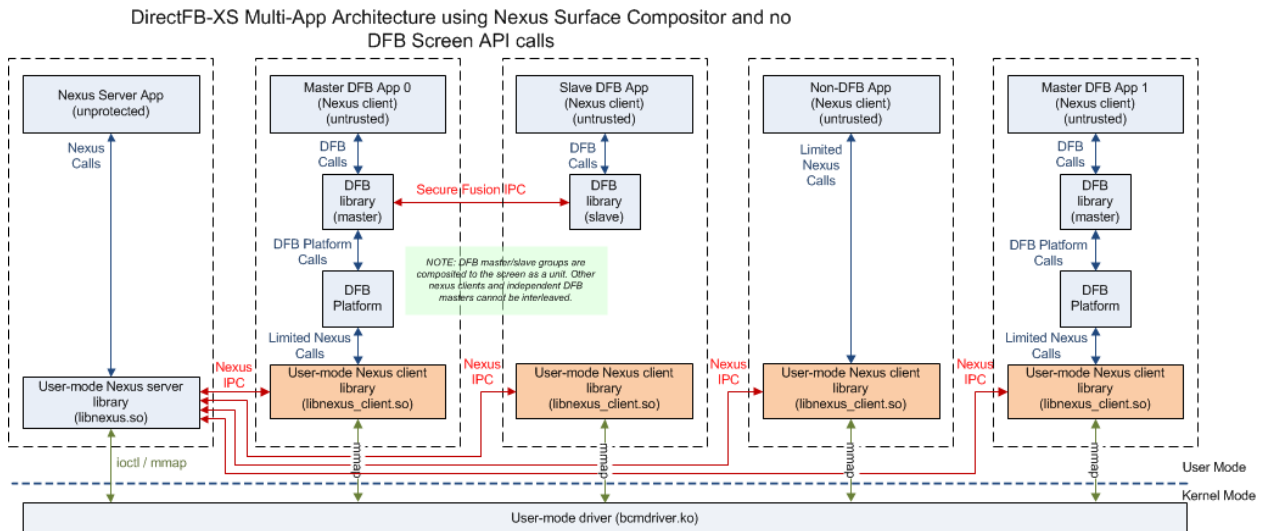 DirectFB-XS Multi-App Architecture using Nexus Surface Compositor and no
DFB Screen API calls
Nexus Server App
(unprotected)
Master DFB App 0
(Nexus client)
(untrusted)
Slave DFB App
(Nexus client)
(untrusted)
Non-DFB App
(Nexus client)
(untrusted)
Master DFB App 1
(Nexus client)
(untrusted)
Nexus
Calls
DFB
Calls
DFB
Calls
Limited
Nexus
Calls
DFB
Calls
DFB
library
(master)
Secure Fusion IPC
DFB
library
(slave)
DFB
library
(master)
DFB Platform
Calls
NOTE: DFB master/slave groups are
composited to the screen as a unit. Other
nexus clients and independent DFB
masters cannot be interleaved.
DFB Platform
Calls
DFB
Platform
DFB
Platform
Limited Nexus
Calls
Limited Nexus
Calls
User-mode Nexus server
library
(libnexus.so)
Nexus
IPC
User-mode Nexus client
library
(libnexus_client.so)
Nexus
IPC
User-mode Nexus client
library
(libnexus_client.so)
Nexus
IPC
User-mode Nexus client
library
(libnexus_client.so)
Nexus
IPC
User-mode Nexus client
library
(libnexus_client.so)
ioctl / mmap
mmap
mmap
mmap
mmap
User Mode
Kernel Mode
User-mode driver (bcmdriver.ko)